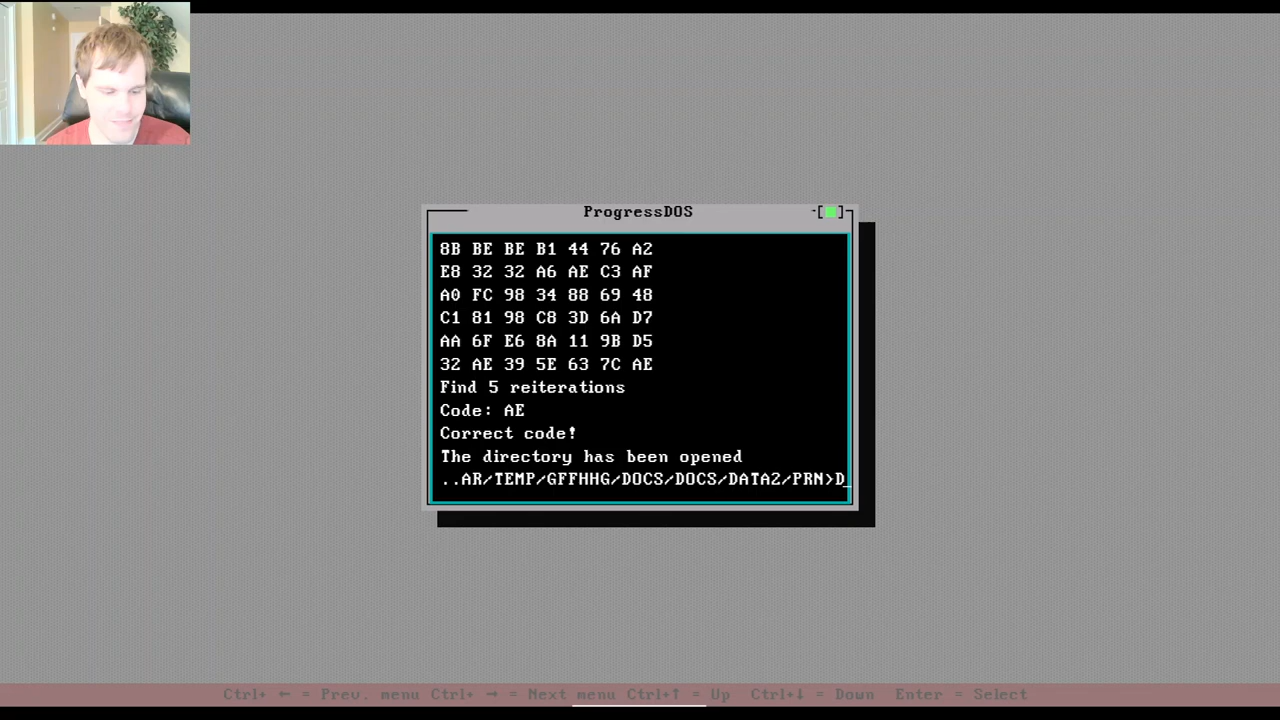 ProgressDOS
8B BE BE B1 44 76 A2
E8 32 32 A6 AE C3 AF
A0 FC 98 34 88 69 48
C1 81 98 C8 3D 6A D7
AA 6F E6 8A 11 9B D5
32 AE 39 5E 63 7C AE
Find 5 reiterations
Code: AE
Correct code!
The directory has been opened
..AR/TEMP/GFFHHG/DOCS/DOCS/DATA2/PRN>D_
Ctrl+ ← = Prev. menu Ctrl+ → = Next menu Ctrl+↑ = Up Ctrl+↓ = Down Enter = Select